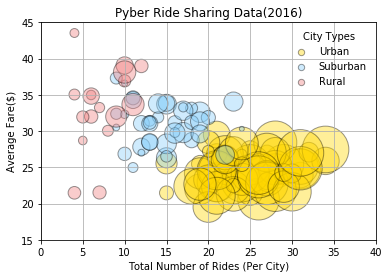 Pyber Ride Sharing Data(2016)
45
40
35
30
25
20
15
Average Fare($)
City Types
Urban
Suburban
Rural
0 5 10 15 20 25 30 35 40
Total Number of Rides (Per City)